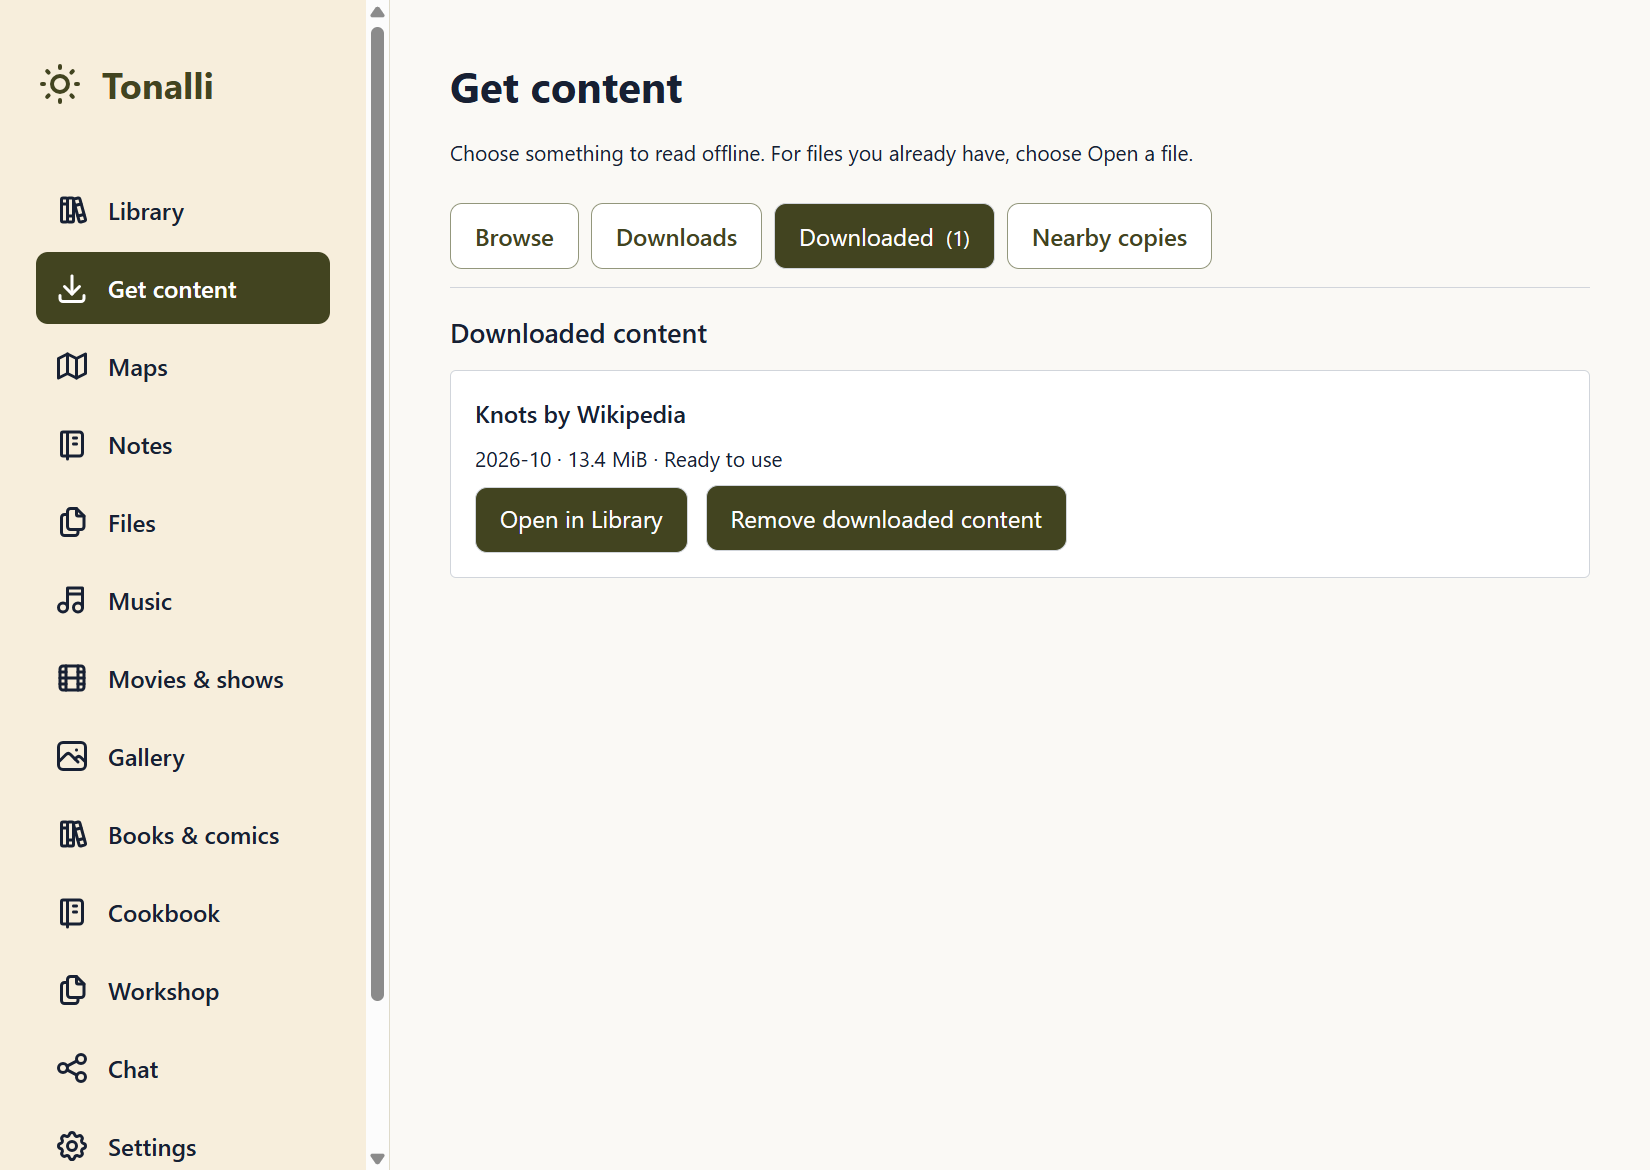 Tonalli
Library
Get content
Maps
Notes
Files
Music
Movies & shows
Gallery
Books & comics
Cookbook
Workshop
Chat
Settings
Get content
Choose something to read offline. For files you already have, choose Open a file.
Browse
Downloads
Downloaded (1)
Nearby copies
Downloaded content
Knots by Wikipedia
2026-10 · 13.4 MiB · Ready to use
Open in Library
Remove downloaded content